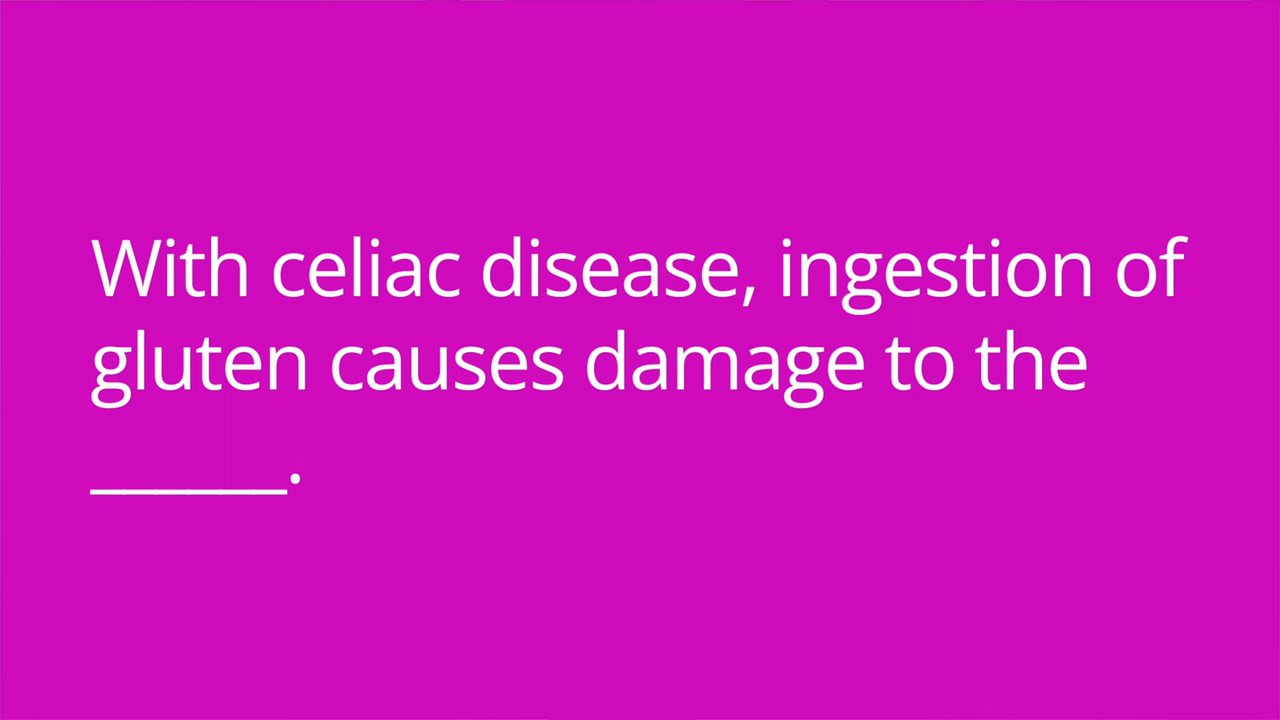 With celiac disease, ingestion of
gluten causes damage to the
______.